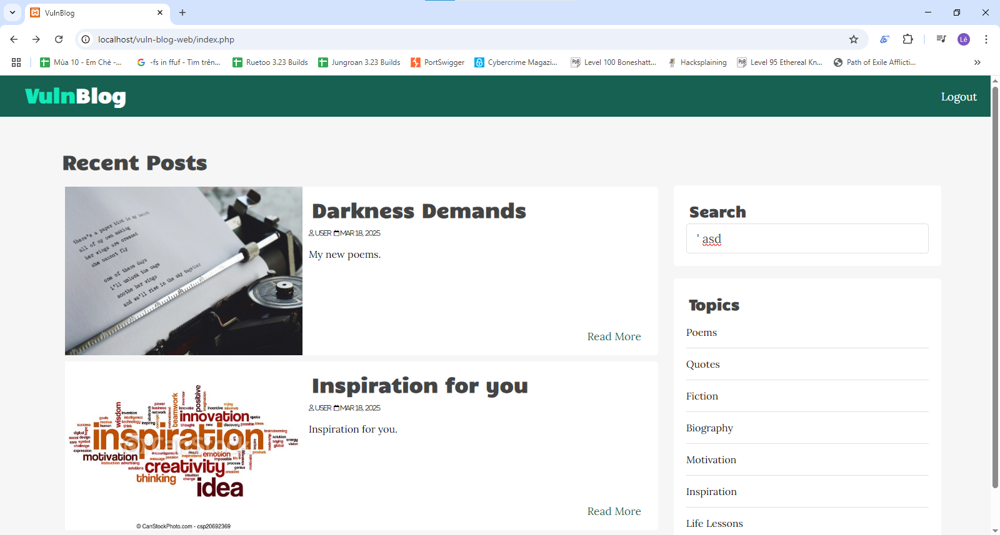 VulnBlog
localhost/vuln-blog-web/index.php
Lê
Mùa 10 - Em Chè -...
-fs in ffuf - Tìm trên...
Ruetoo 3.23 Builds
Jungroan 3.23 Builds
PortSwigger
Cybercrime Magazi...
Level 100 Boneshatt...
Hacksplaining
Level 95 Ethereal Kn...
Path of Exile Afflicti...
VulnBlog
Logout
Recent Posts
there's a paper bird in my heart
all of my own making
her wings are creased
she cannot fly
one of these days
i'll unlock the cage
soothe her wings
and we'll rise in the sky together
Darkness Demands
USER MAR 18, 2025
My new poems.
Read More
Search
' asd
Topics
Poems
Quotes
Fiction
Biography
Motivation
Inspiration
Life Lessons
Inspiration for you
USER MAR 18, 2025
Inspiration for you.
Read More
wisdom
positive
teamwork
innovation
inspiration
motivation
emotion
creativity
thinking
idea
© CanStockPhoto.com - csp20692369